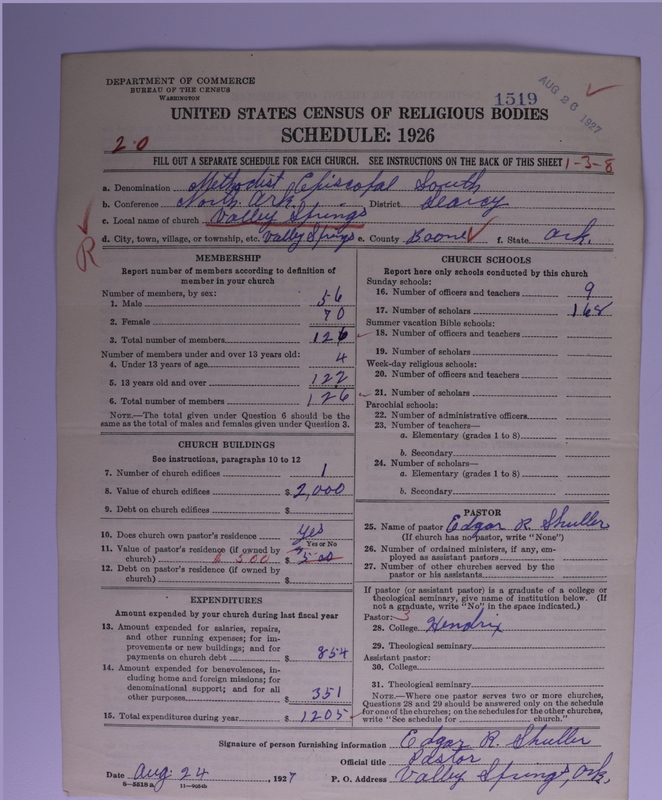 DEPARTMENT OF COMMERCE
BUREAU OF THE CENSUS
WASHINGTON
1519
AUG 26 1927
UNITED STATES CENSUS OF RELIGIOUS BODIES
SCHEDULE: 1926
20
FILL OUT A SEPARATE SCHEDULE FOR EACH CHURCH. SEE INSTRUCTIONS ON THE BACK OF THIS SHEET 1-3-8
a. Denomination Methodist Episcopal South
b. Conference North Ark. District Searcy
c. Local name of church Valley Springs
d. City, town, village, or township, etc. Valley Springs e. County Boone f. State Ark.
R
MEMBERSHIP
Report number of members according to definition of
member in your church
Number of members, by sex:
1. Male 56
2. Female 70
3. Total number of members 126
Number of members under and over 13 years old:
4. Under 13 years of age 4
5. 13 years old and over 122
6. Total number of members 126
NOTE.—The total given under Question 6 should be the
same as the total of males and females given under Question 3.
CHURCH BUILDINGS
See instructions, paragraphs 10 to 12
7. Number of church edifices 1
8. Value of church edifices $ 2,000
9. Debt on church edifices $
10. Does church own pastor's residence yes
Yes or No
11. Value of pastor's residence (if owned by
church) $ 500 $ 500
12. Debt on pastor's residence (if owned by
church) $
EXPENDITURES
Amount expended by your church during last fiscal year
13. Amount expended for salaries, repairs,
and other running expenses; for im-
provements or new buildings; and for
payments on church debt $ 854
14. Amount expended for benevolences, in-
cluding home and foreign missions; for
denominational support; and for all
other purposes $ 351
15. Total expenditures during year $ 1205
CHURCH SCHOOLS
Report here only schools conducted by this church
Sunday schools:
16. Number of officers and teachers 9
17. Number of scholars 168
Summer vacation Bible schools:
18. Number of officers and teachers
19. Number of scholars
Week-day religious schools:
20. Number of officers and teachers
21. Number of scholars
Parochial schools:
22. Number of administrative officers
23. Number of teachers—
a. Elementary (grades 1 to 8)
b. Secondary
24. Number of scholars—
a. Elementary (grades 1 to 8)
b. Secondary
PASTOR
25. Name of pastor Edgar R. Shuller
(If church has no pastor, write "None")
26. Number of ordained ministers, if any, em-
ployed as assistant pastors
27. Number of other churches served by the
pastor or his assistants
If pastor (or assistant pastor) is a graduate of a college or
theological seminary, give name of institution below. (If
not a graduate, write "No" in the space indicated.)
Pastor: 3
28. College Hendrix
29. Theological seminary
Assistant pastor:
30. College
31. Theological seminary
NOTE.—Where one pastor serves two or more churches,
Questions 28 and 29 should be answered only on the schedule
for one of the churches; on the schedules for the other churches,
write "See schedule for church."
Signature of person furnishing information Edgar R. Shuller
Official title Pastor
Date Aug. 24, 1927 P. O. Address Valley Springs, Ark.